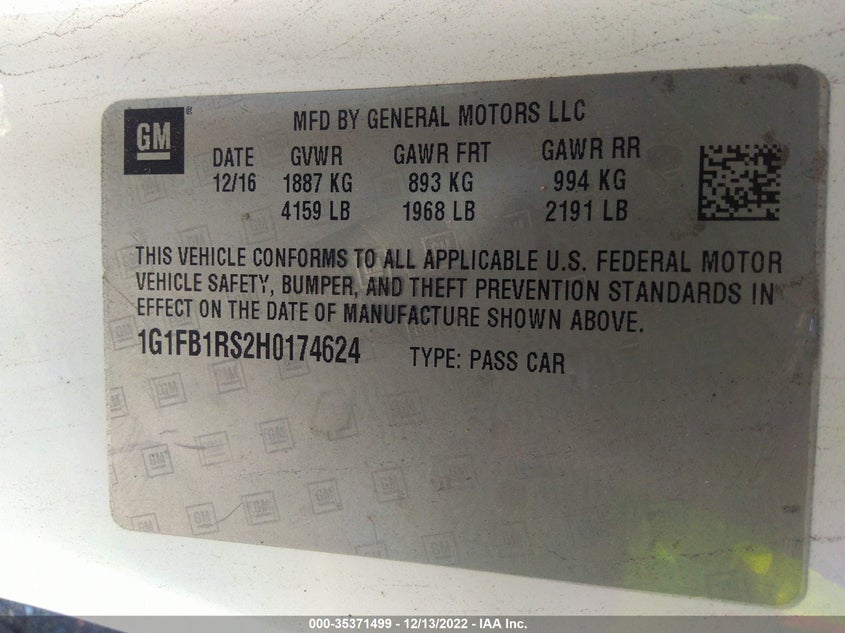 GM®
MFD BY GENERAL MOTORS LLC
DATE GVWR GAWR FRT GAWR RR
12/16 1887 KG 893 KG 994 KG
4159 LB 1968 LB 2191 LB
THIS VEHICLE CONFORMS TO ALL APPLICABLE U.S. FEDERAL MOTOR
VEHICLE SAFETY, BUMPER, AND THEFT PREVENTION STANDARDS IN
EFFECT ON THE DATE OF MANUFACTURE SHOWN ABOVE.
1G1FB1RS2H0174624 TYPE: PASS CAR
000-35371499 — 12/13/2022 — IAA Inc.